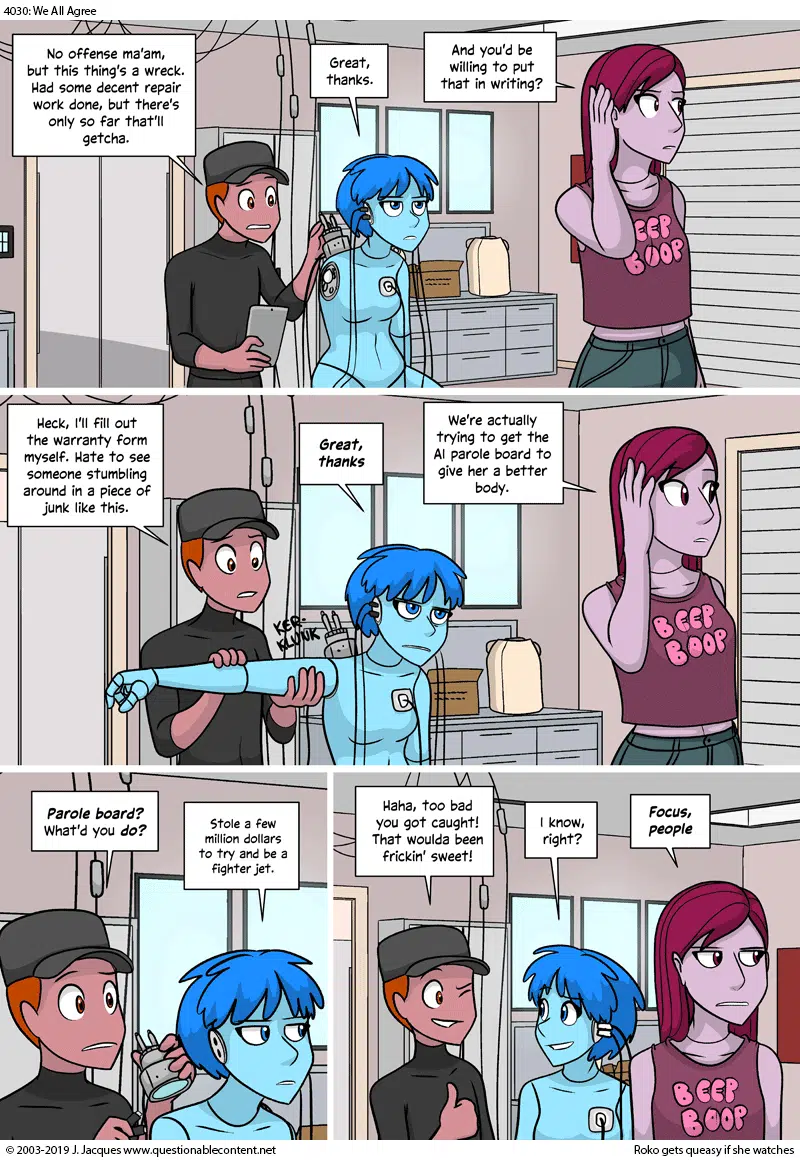 4030: We All Agree
No offense ma'am,
but this thing's a wreck.
Had some decent repair
work done, but there's
only so far that'll
getcha.
Great,
thanks.
And you'd be
willing to put
that in writing?
EEP
BOOP
Heck, I'll fill out
the warranty form
myself. Hate to see
someone stumbling
around in a piece of
junk like this.
Great,
thanks
We're actually
trying to get the
AI parole board to
give her a better
body.
KER-
KLUNK
BEEP
BOOP
Parole board?
What'd you do?
Stole a few
million dollars
to try and be a
fighter jet.
Haha, too bad
you got caught!
That woulda been
frickin' sweet!
I know,
right?
Focus,
people
BEEP
BOOP
© 2003-2019 J. Jacques www.questionablecontent.net
Roko gets queasy if she watches